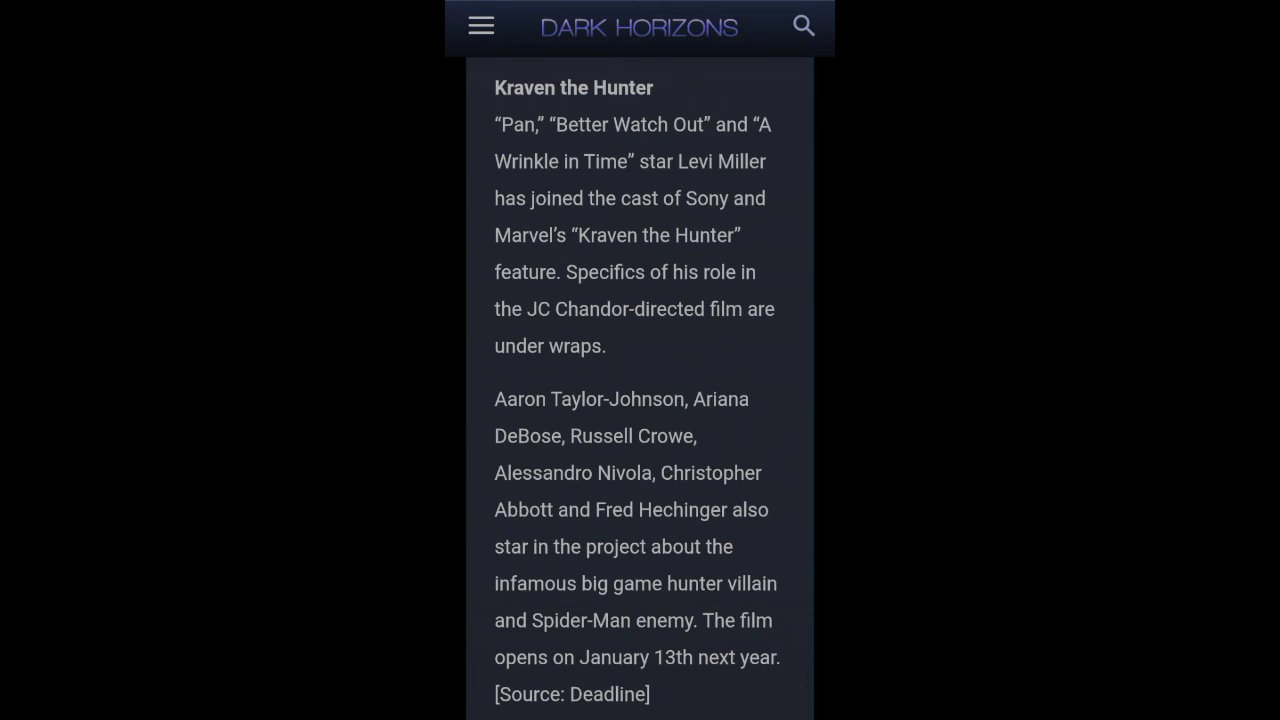 DARK HORIZONS
Kraven the Hunter
“Pan,” “Better Watch Out” and “A
Wrinkle in Time” star Levi Miller
has joined the cast of Sony and
Marvel’s “Kraven the Hunter”
feature. Specifics of his role in
the JC Chandor-directed film are
under wraps.
Aaron Taylor-Johnson, Ariana
DeBose, Russell Crowe,
Alessandro Nivola, Christopher
Abbott and Fred Hechinger also
star in the project about the
infamous big game hunter villain
and Spider-Man enemy. The film
opens on January 13th next year.
[Source: Deadline]